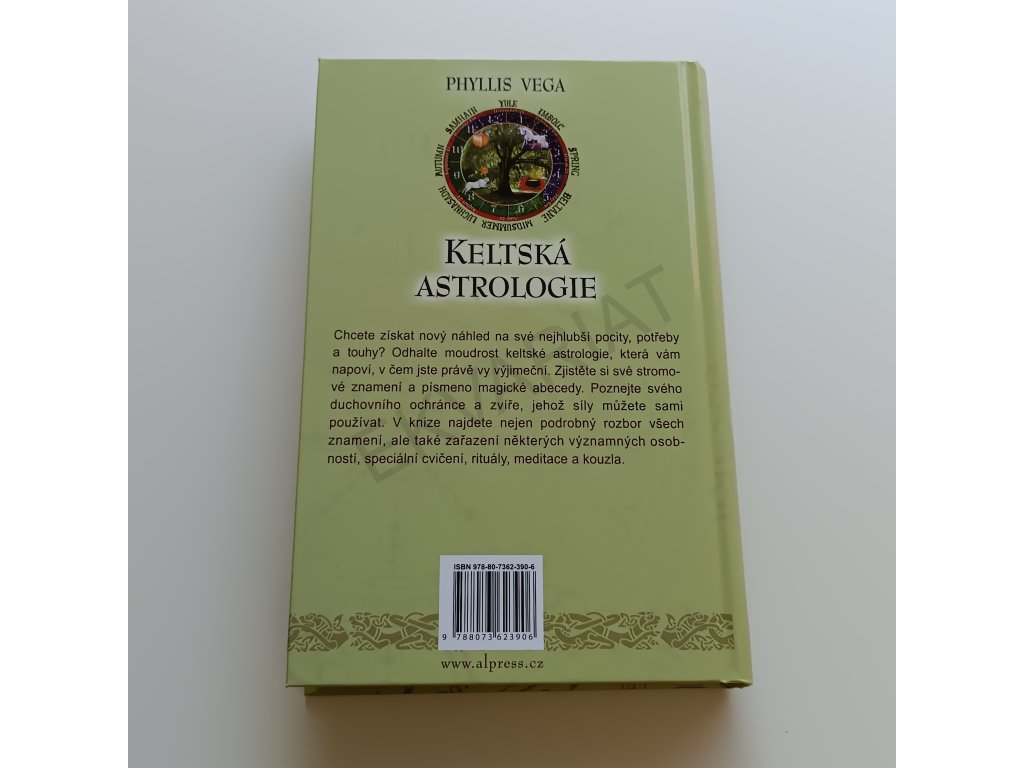 PHYLLIS VEGA
SAMHAIN YULE IMBOLC
AUTUMN SPRING
LUGHNASADH MIDSUMMER BELTANE
KELTSKÁ
ASTROLOGIE
Chcete získat nový náhled na své nejhlubší pocity, potřeby
a touhy? Odhalte moudrost keltské astrologie, která vám
napoví, v čem jste právě vy výjimeční. Zjistěte si své stromo-
vé znamení a písmeno magické abecedy. Poznejte svého
duchovního ochránce a zvíře, jehož síly můžete sami
používat. V knize najdete nejen podrobný rozbor všech
znamení, ale také zařazení některých významných osob-
ností, speciální cvičení, rituály, meditace a kouzla.
EKVARIAT
ISBN 978-80-7362-390-6
9 788073 623906
www.alpress.cz